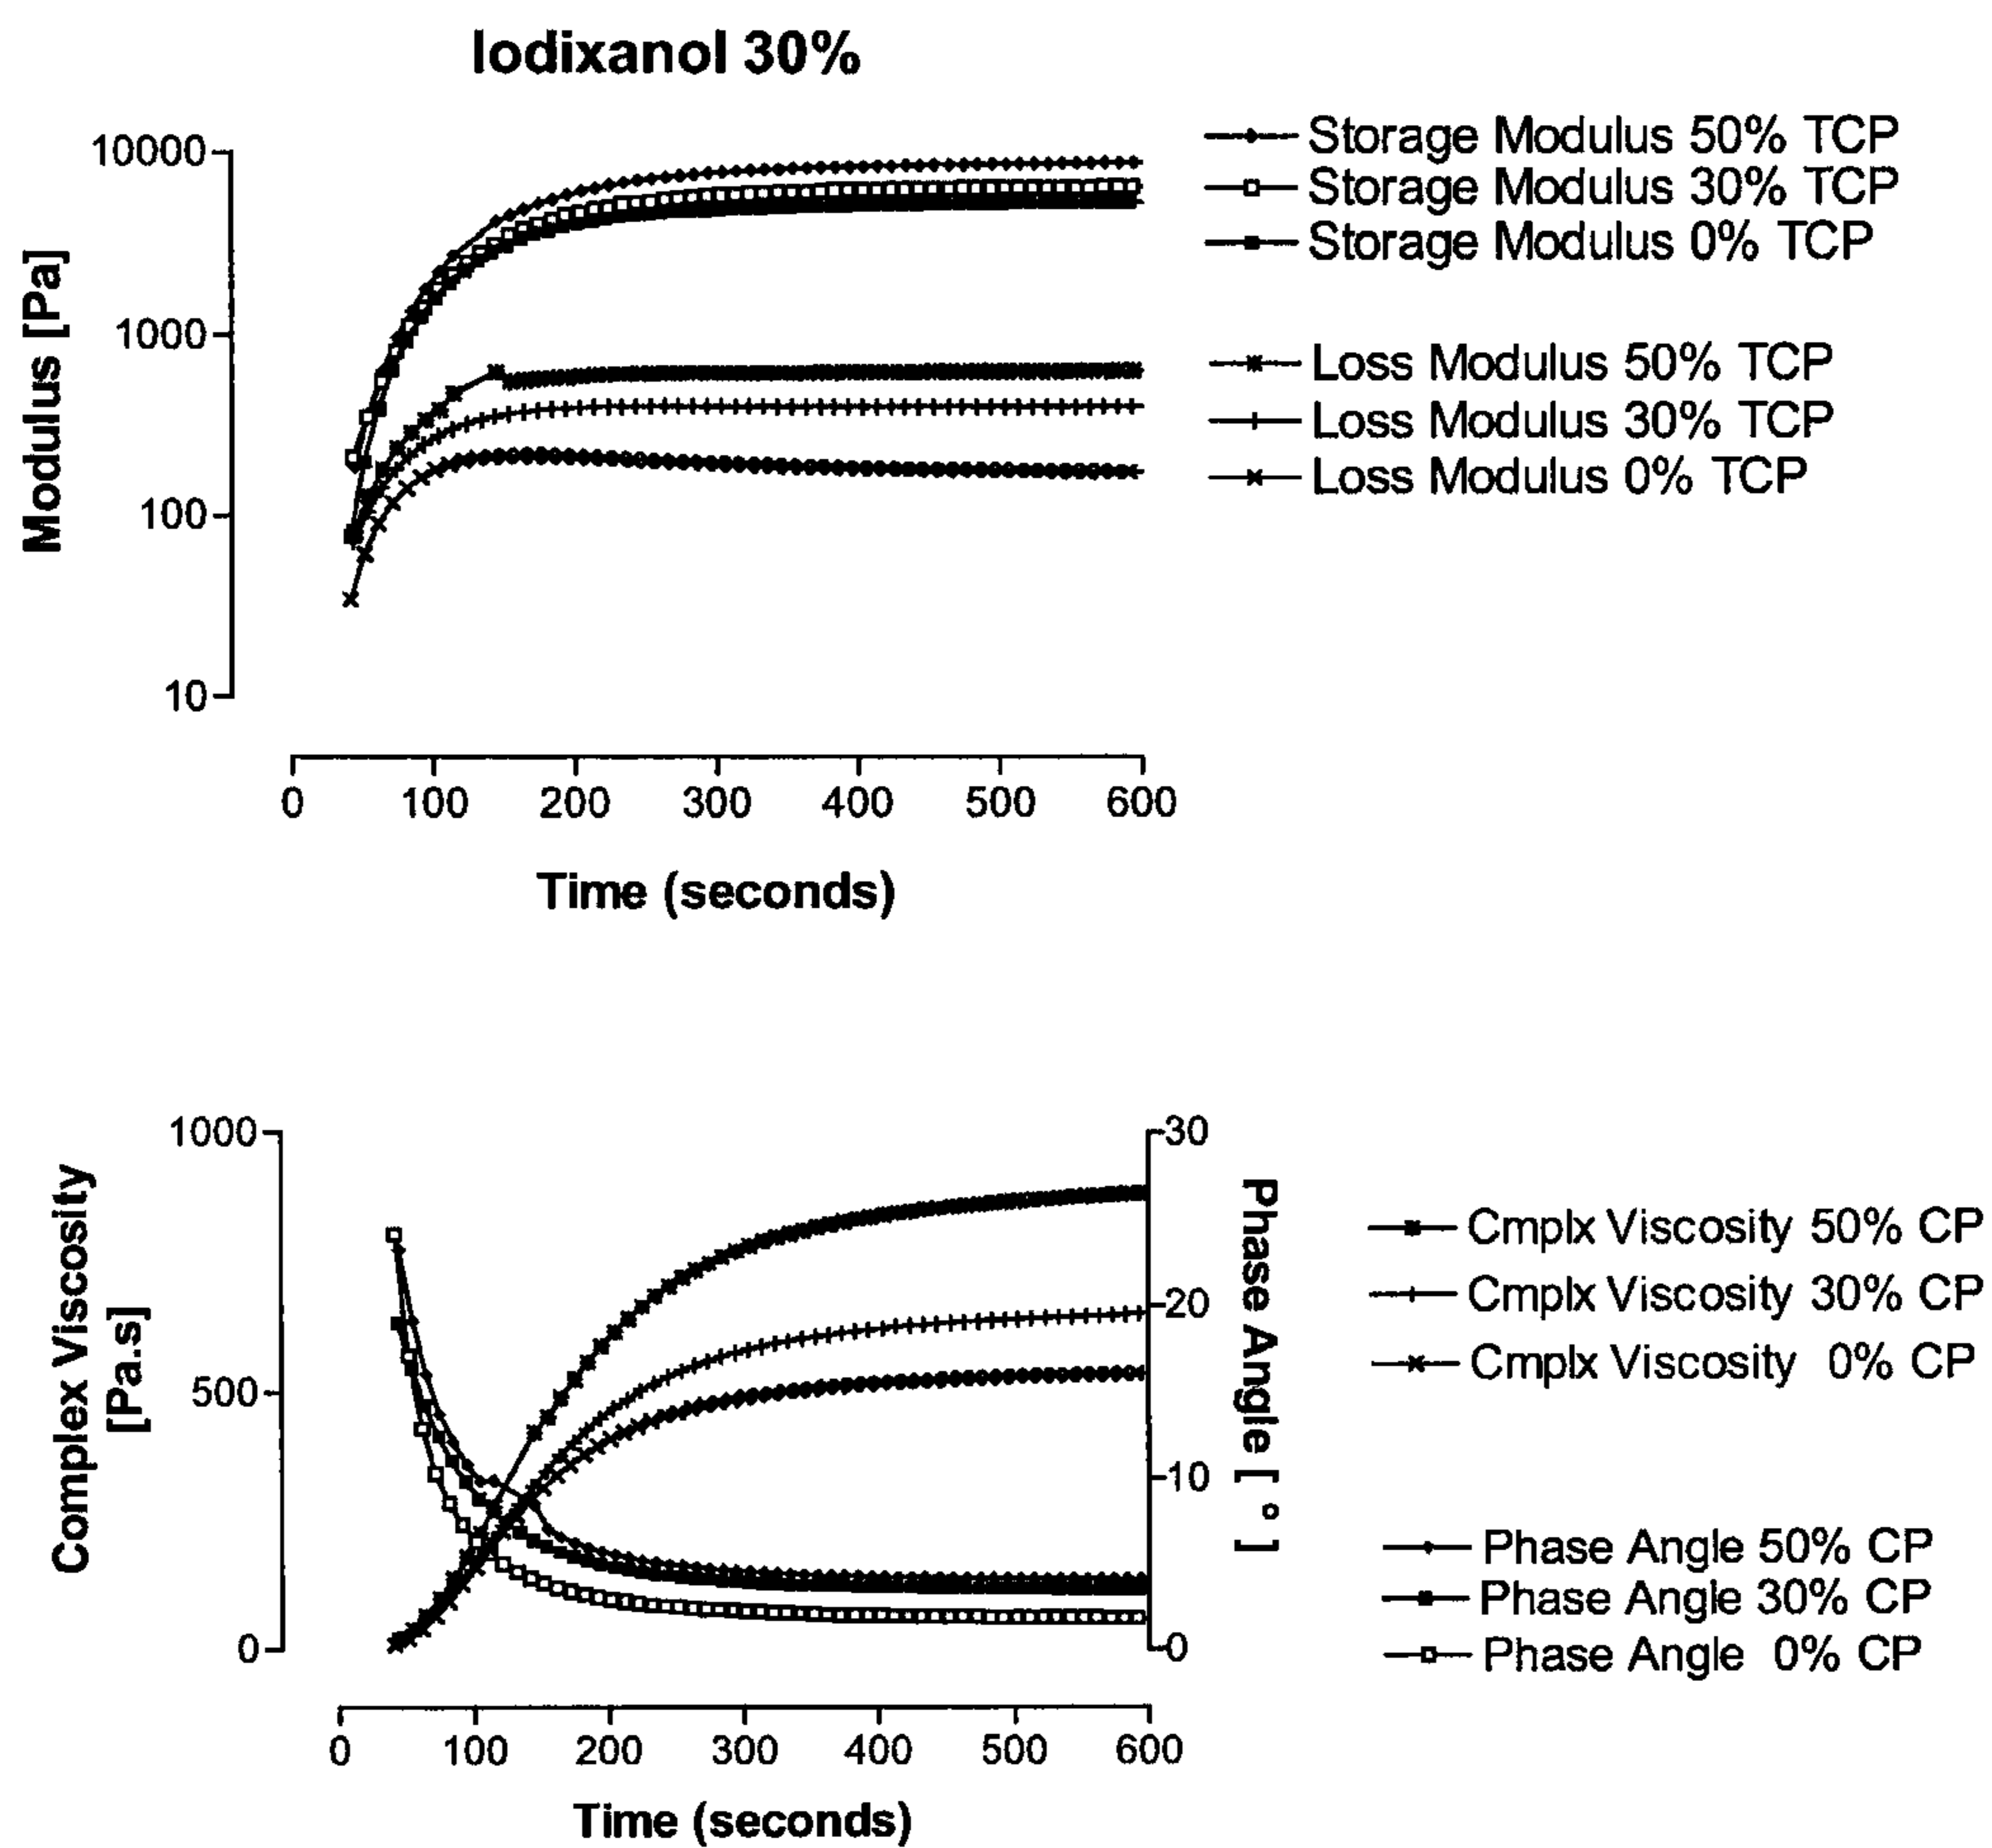 Iodixanol 30%
Modulus [Pa]
10000
1000
100
10
0 100 200 300 400 500 600
Time (seconds)
Storage Modulus 50% TCP
Storage Modulus 30% TCP
Storage Modulus 0% TCP
Loss Modulus 50% TCP
Loss Modulus 30% TCP
Loss Modulus 0% TCP
Complex Viscosity
[Pa.s]
1000
500
0
30
20
10
0
Phase Angle [ º ]
0 100 200 300 400 500 600
Time (seconds)
Cmplx Viscosity 50% CP
Cmplx Viscosity 30% CP
Cmplx Viscosity 0% CP
Phase Angle 50% CP
Phase Angle 30% CP
Phase Angle 0% CP